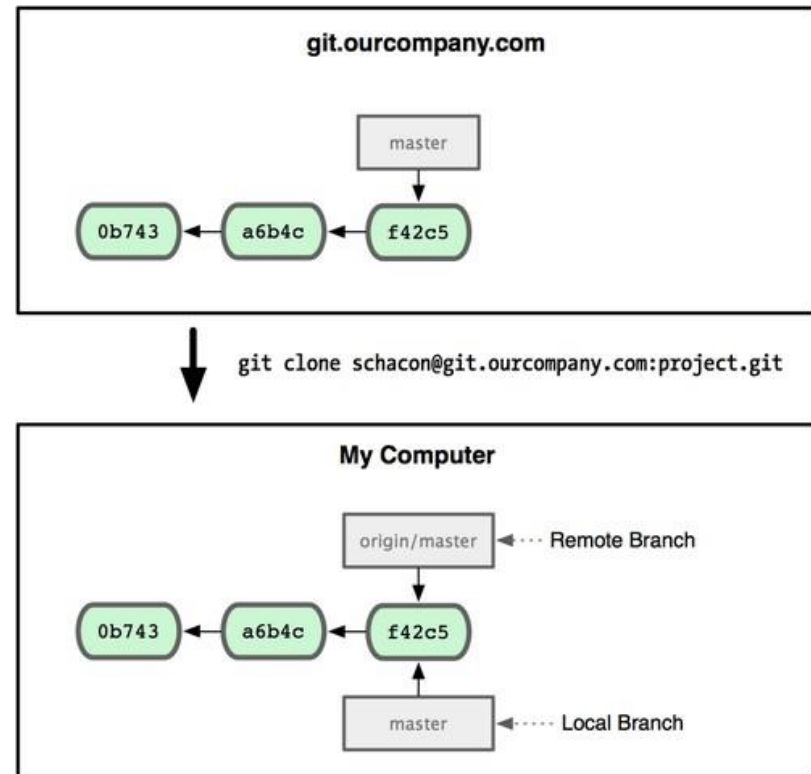 git.ourcompany.com
master
0b743 a6b4c f42c5
git clone schacon@git.ourcompany.com:project.git
My Computer
origin/master Remote Branch
0b743 a6b4c f42c5
master Local Branch